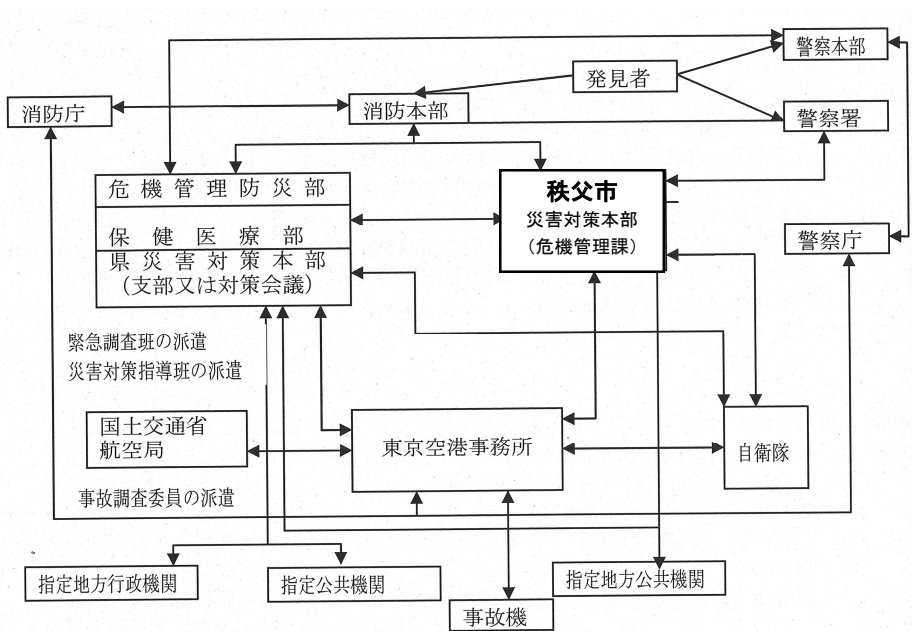 警察本部
発見者
消防庁
消防本部
警察署
危機管理防災部
保健医療部
県災害対策本部
(支部又は対策会議)
秩父市
災害対策本部
(危機管理課)
警察庁
緊急調査班の派遣
災害対策指導班の派遣
国土交通省
航空局
東京空港事務所
自衛隊
事故調査委員の派遣
指定地方行政機関
指定公共機関
指定地方公共機関
事故機